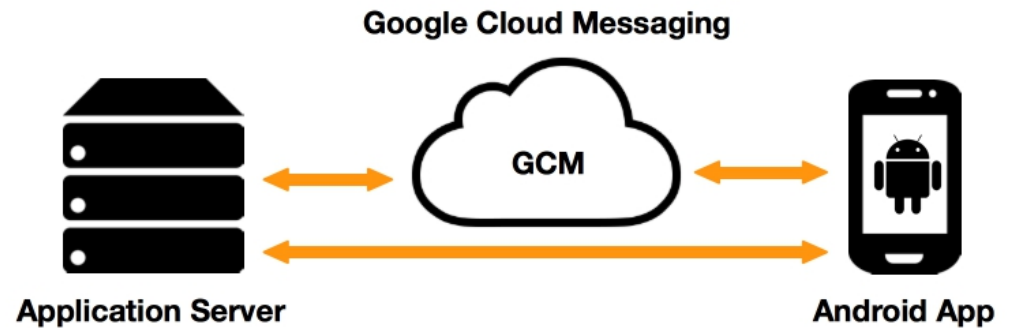 Google Cloud Messaging
GCM
Application Server
Android App